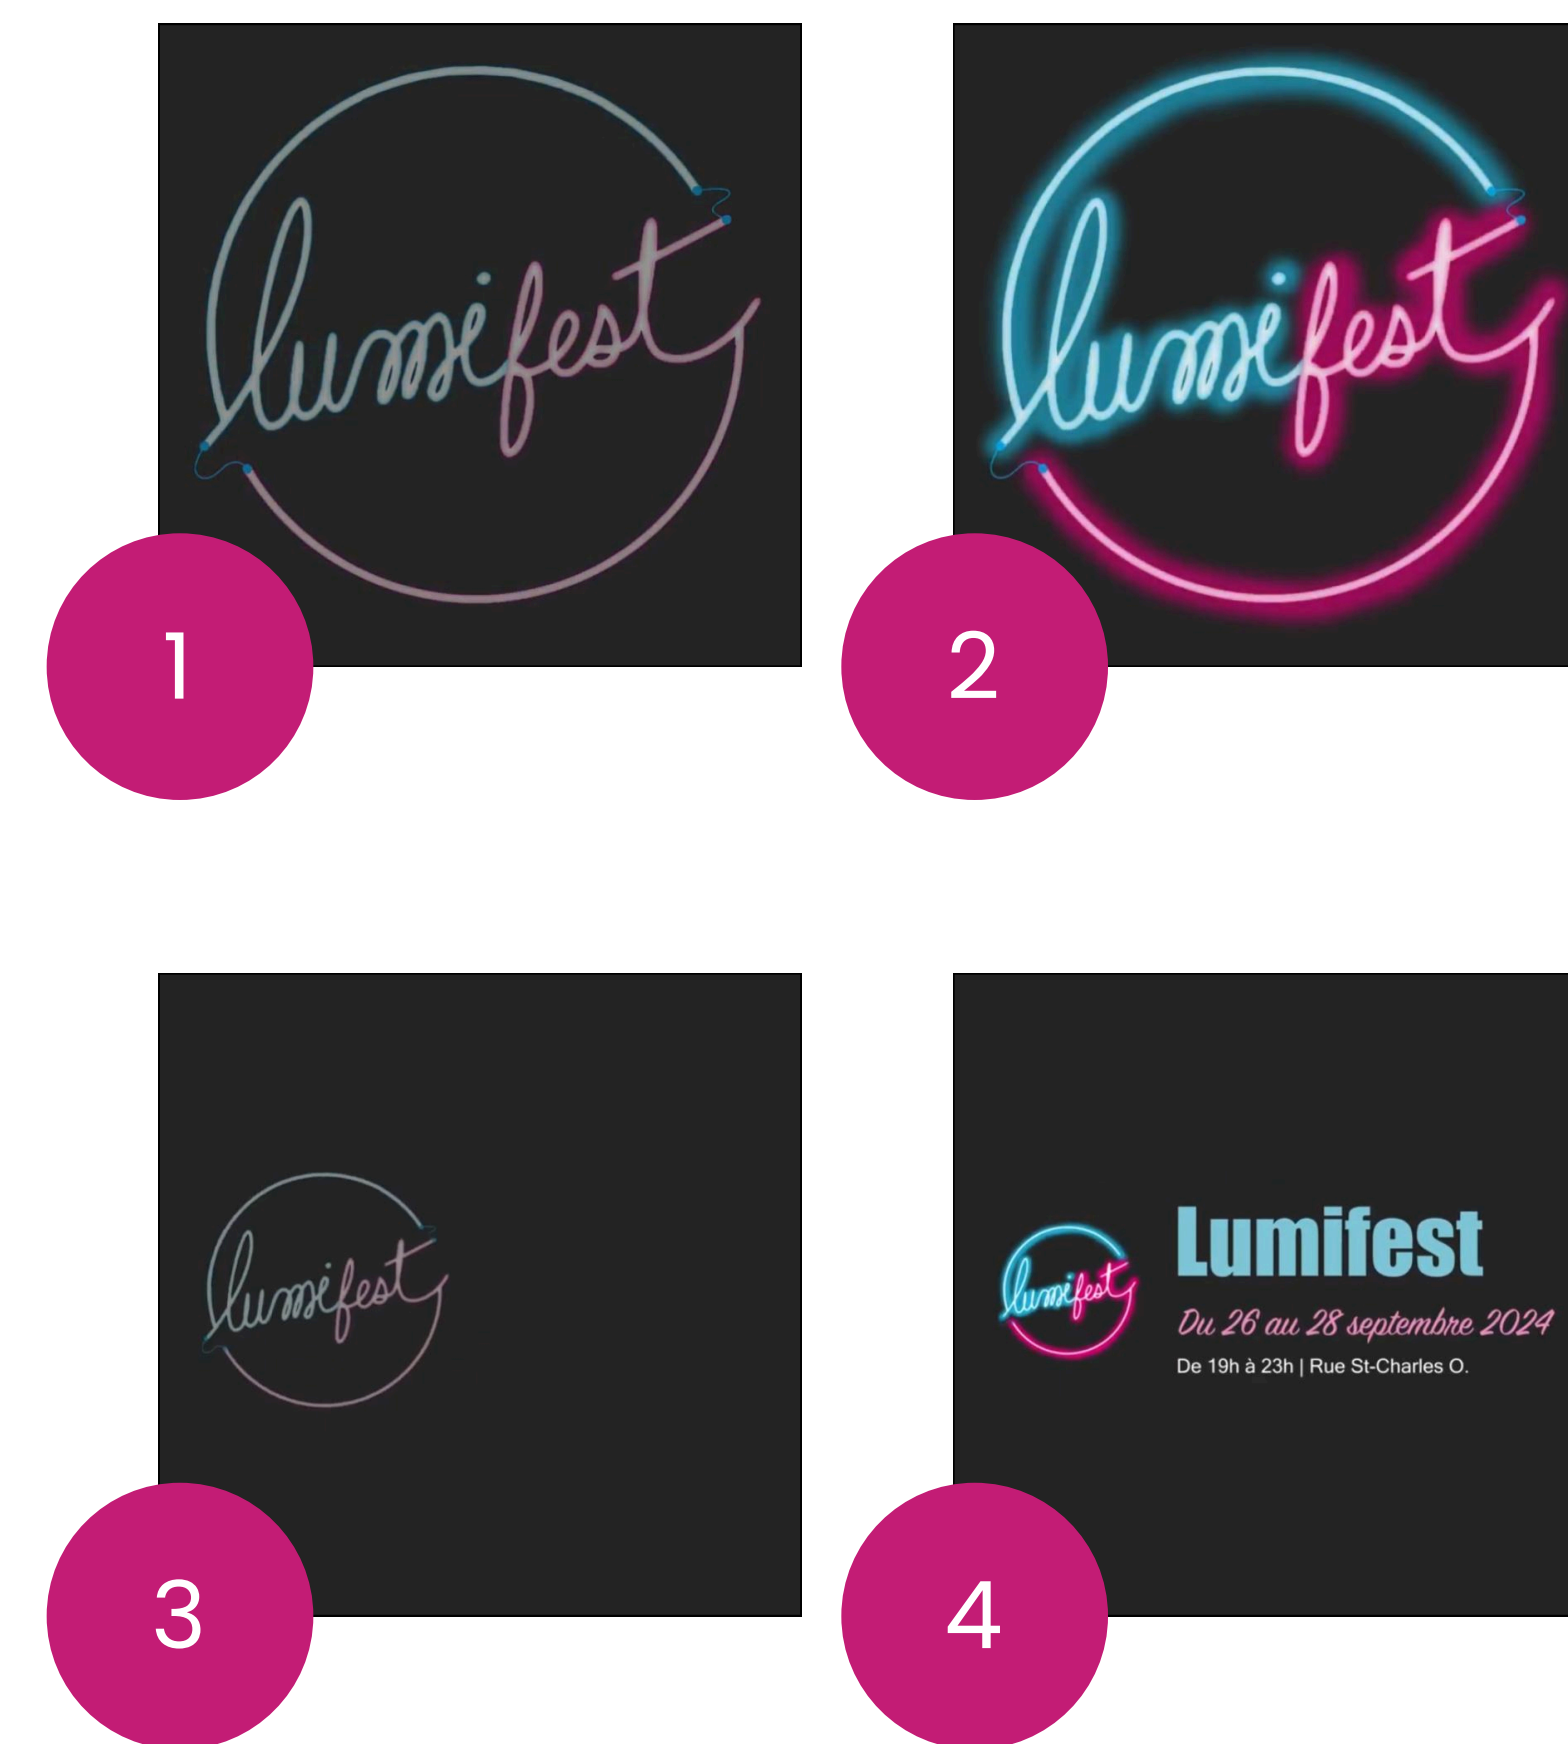 lumifest
lumifest
1
2
lumifest
lumifest
Lumifest
Du 26 au 28 septembre 2024
De 19h à 23h | Rue St-Charles O.
3
4